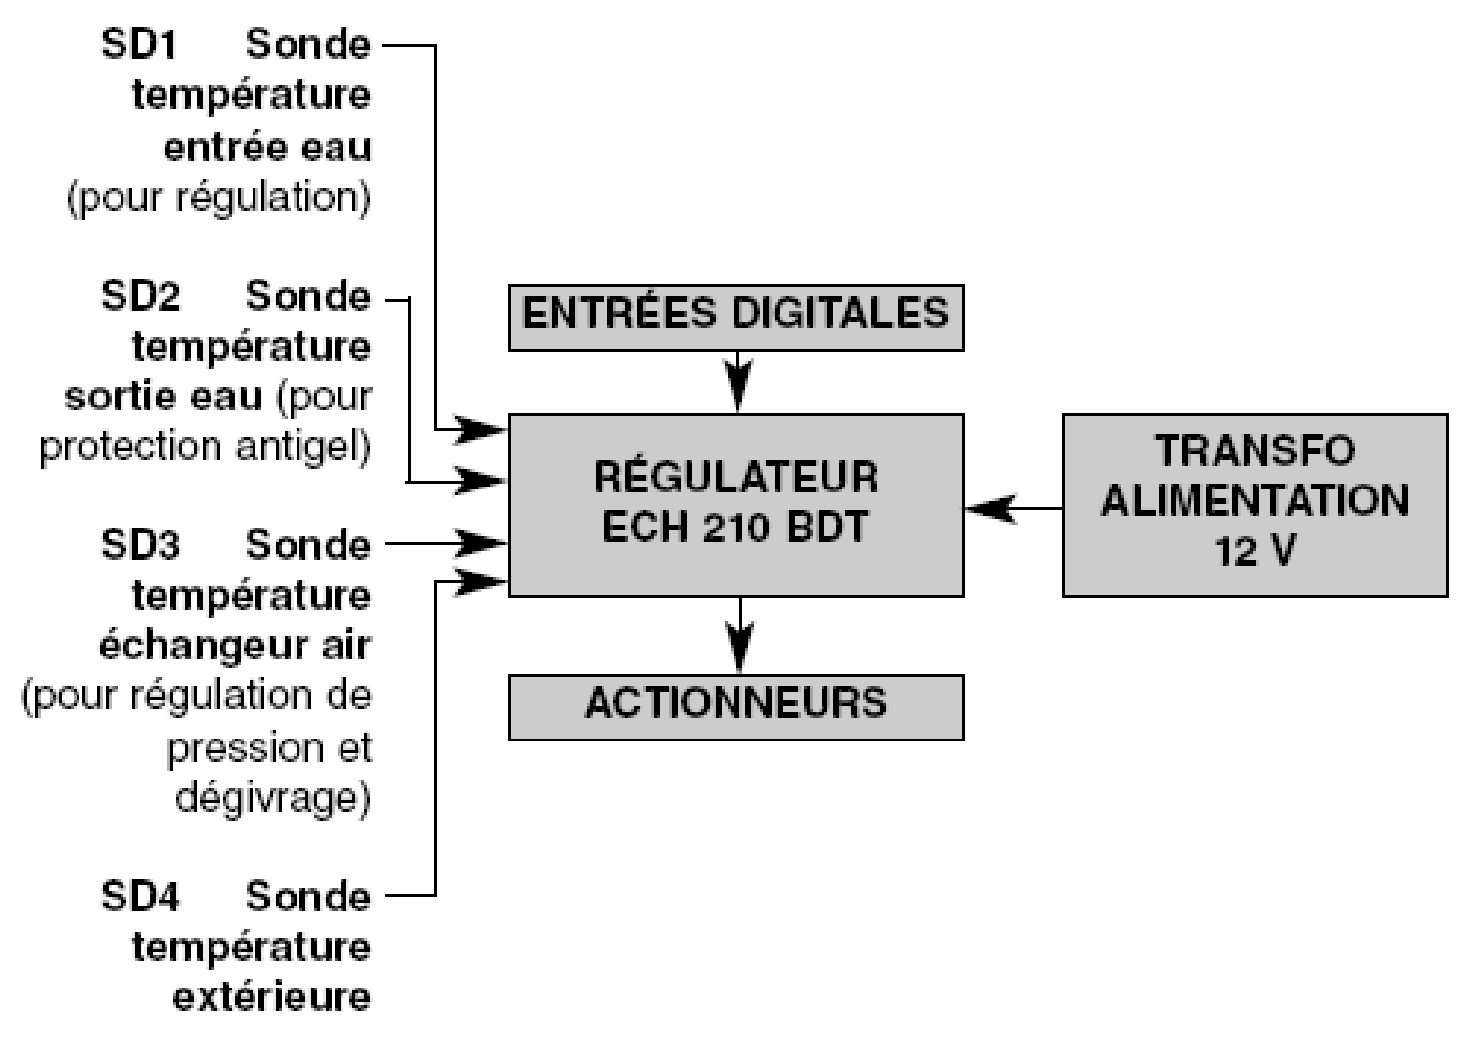 SD1 Sonde
température
entrée eau
(pour régulation)
SD2 Sonde
température
sortie eau (pour
protection antigel)
SD3 Sonde
température
échangeur air
(pour régulation de
pression et
dégivrage)
SD4 Sonde
température
extérieure
ENTRÉES DIGITALES
RÉGULATEUR
ECH 210 BDT
ACTIONNEURS
TRANSFO
ALIMENTATION
12 V